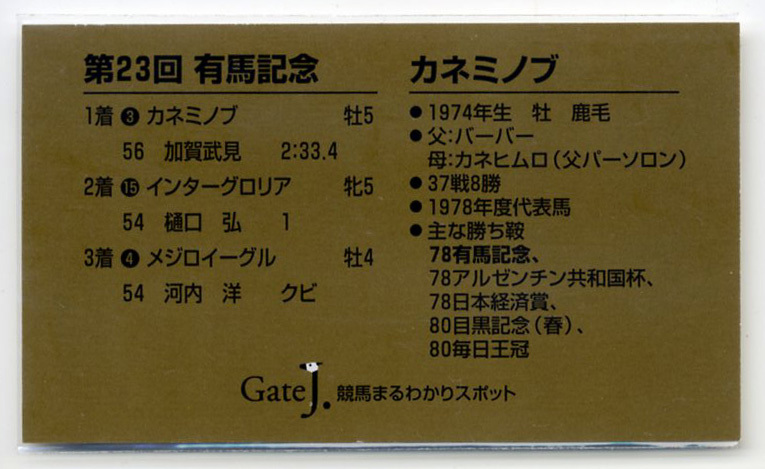 第23回 有馬記念
1着 ❸ カネミノブ 牡5
56 加賀武見 2:33.4
2着 ⓯ インターグロリア 牝5
54 樋口 弘 1
3着 ❹ メジロイーグル 牡4
54 河内 洋 クビ
カネミノブ
● 1974年生 牡 鹿毛
● 父:バーバー
母:カネヒムロ(父パーソロン)
● 37戦8勝
● 1978年度代表馬
● 主な勝ち鞍
78有馬記念、
78アルゼンチン共和国杯、
78日本経済賞、
80目黒記念(春)、
80毎日王冠
Gate J. 競馬まるわかりスポット